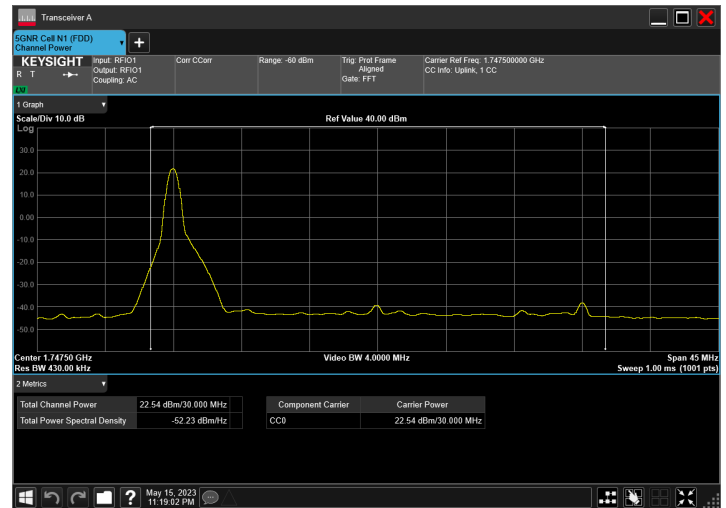 Transceiver A
5GNR Cell N1 (FDD)
Channel Power
KEYSIGHT
R T
LXI
Input: RFIO1
Output: RFIO1
Coupling: AC
Corr CCorr
Range: -60 dBm
Trig: Prot Frame
Aligned
Gate: FFT
Carrier Ref Freq: 1.747500000 GHz
CC Info: Uplink, 1 CC
1 Graph
Scale/Div 10.0 dB
Ref Value 40.00 dBm
Log
30.0
20.0
10.0
0.00
-10.0
-20.0
-30.0
-40.0
-50.0
Center 1.74750 GHz
Video BW 4.0000 MHz
Span 45 MHz
Res BW 430.00 kHz
Sweep 1.00 ms (1001 pts)
2 Metrics
Total Channel Power 22.54 dBm/30.000 MHz
Total Power Spectral Density -52.23 dBm/Hz
Component Carrier Carrier Power
CC0 22.54 dBm/30.000 MHz
?
May 15, 2023
11:19:02 PM